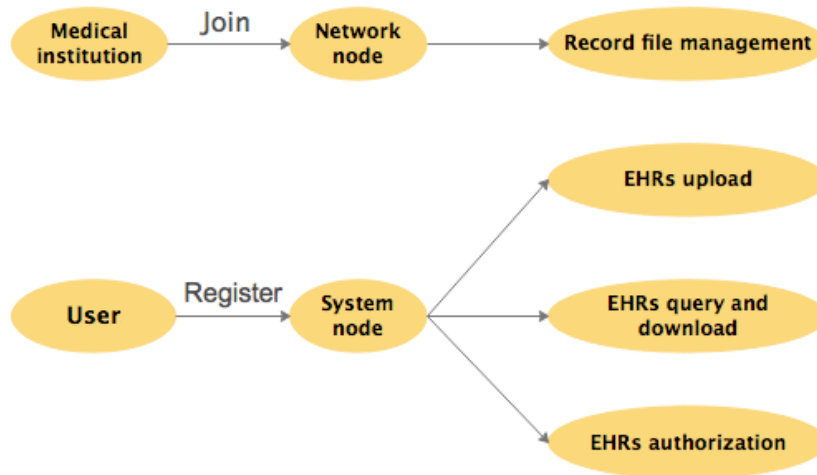 Medical
institution
Join
Network
node
Record file management
EHRs upload
User
Register
System
node
EHRs query and
download
EHRs authorization